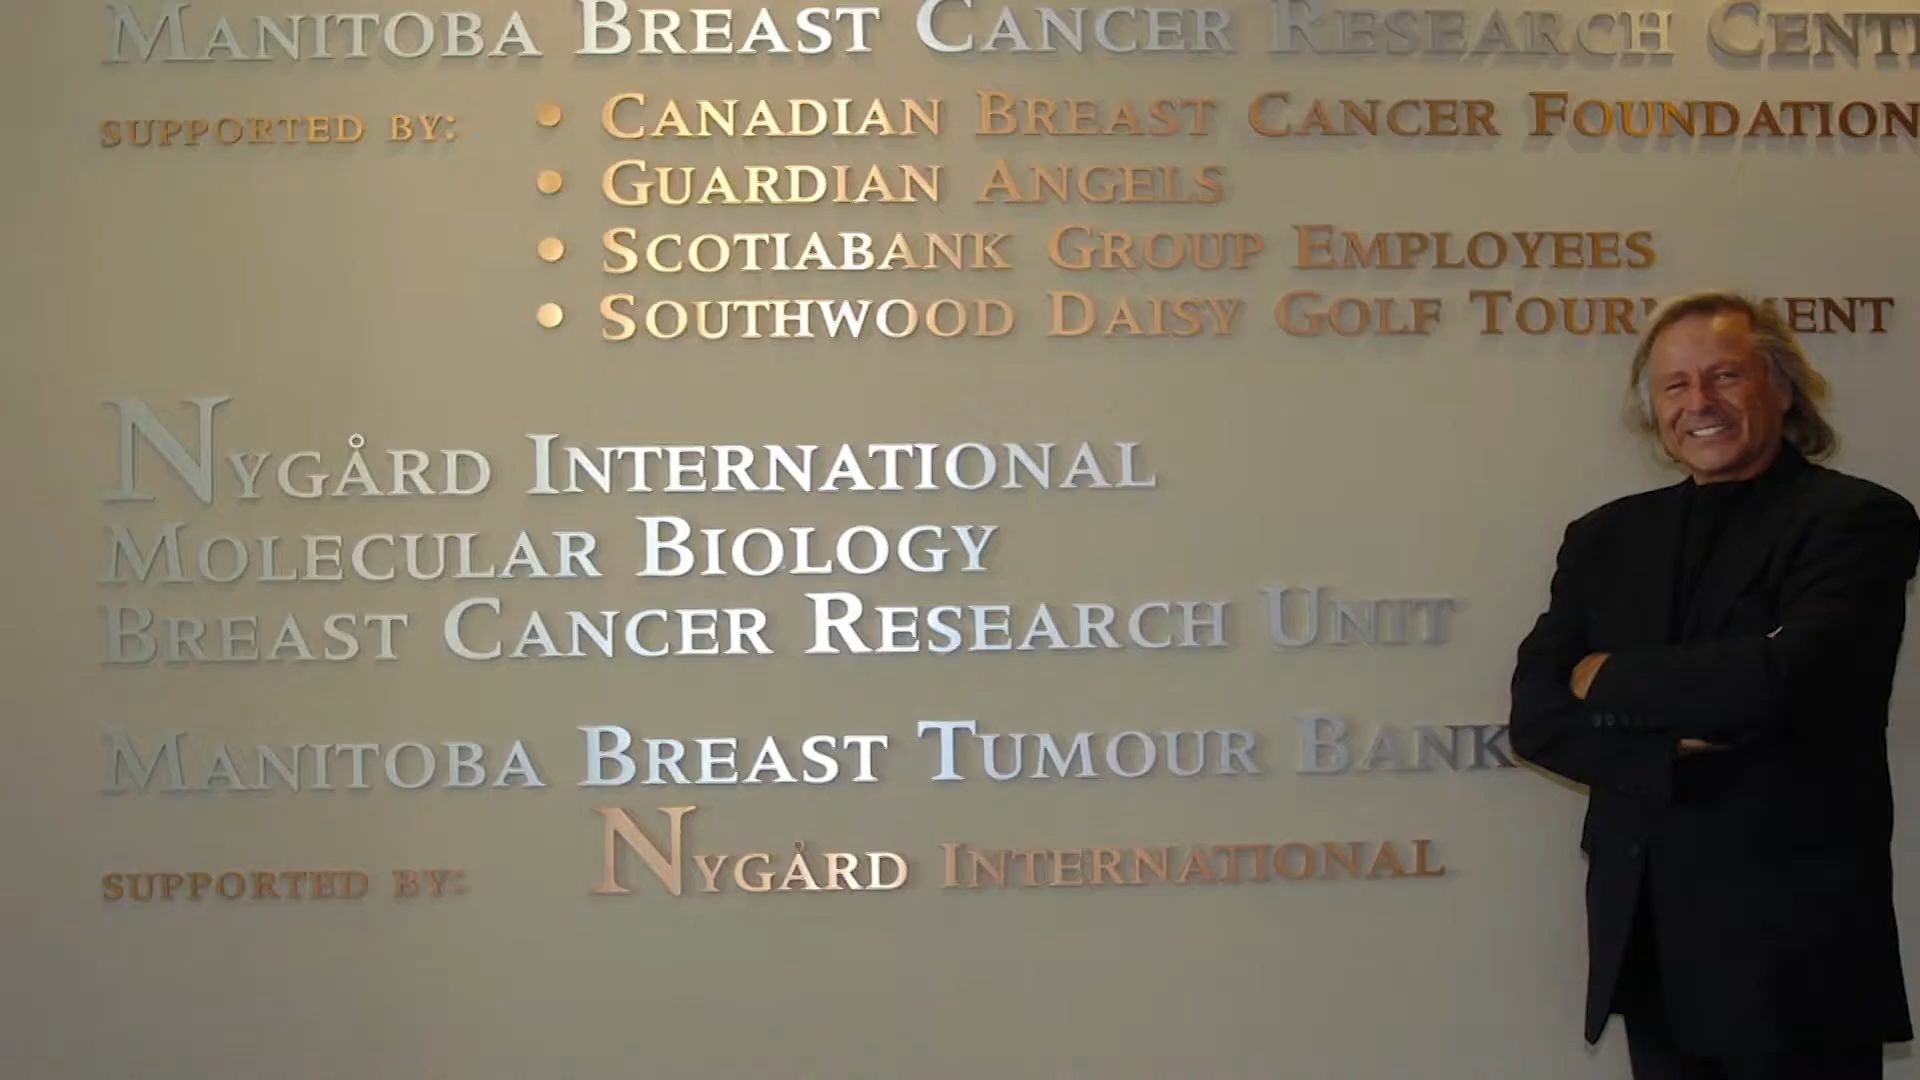 MANITOBA BREAST CANCER RESEARCH
SUPPORTED BY: • CANADIAN BREAST CANCER FOUNDATION
• GUARDIAN ANGELS
• SCOTIABANK GROUP EMPLOYEES
• SOUTHWOOD DAISY GOLF
NYGÅRD INTERNATIONAL
MOLECULAR BIOLOGY
BREAST CANCER RESEARCH UNIT
MANITOBA BREAST TUMOUR BANK
SUPPORTED BY: NYGÅRD INTERNATIONAL